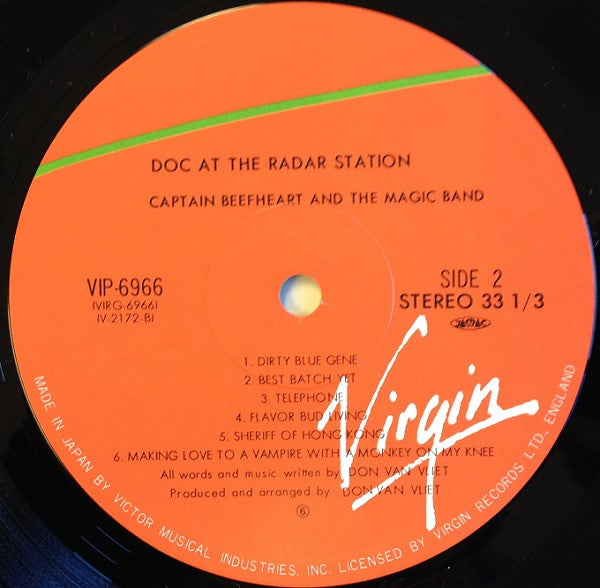 DOC AT THE RADAR STATION
CAPTAIN BEEFHEART AND THE MAGIC BAND
VIP-6966
(VIRG-6966)
(V-2172-B)
SIDE 2
STEREO 33 1/3
JASRAC
1. DIRTY BLUE GENE
2. BEST BATCH YET
3. TELEPHONE
4. FLAVOR BUD LIVING
5. SHERIFF OF HONG KONG
6. MAKING LOVE TO A VAMPIRE WITH A MONKEY ON MY KNEE
All words and music written by DON VAN VLIET
Produced and arranged by DON VAN VLIET
⑥
Virgin
MADE IN JAPAN BY VICTOR MUSICAL INDUSTRIES, INC. LICENSED BY VIRGIN RECORDS LTD., ENGLAND